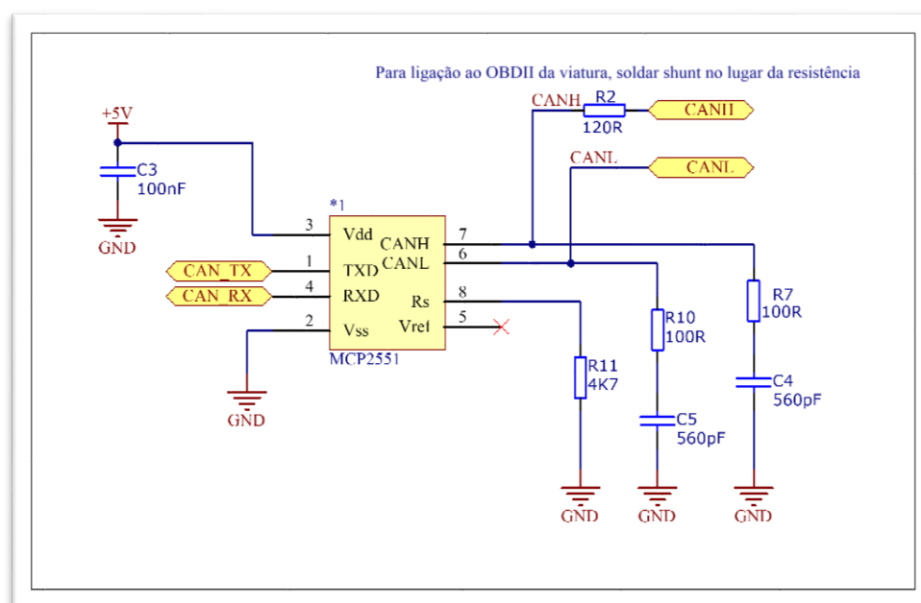 Para ligação ao OBDII da viatura, soldar shunt no lugar da resistência
CANH
R2
120R
CANH
CANL
CANL
+5V
C3
100nF
GND
*1
3
Vdd
CANH
7
CANL
6
CAN_TX
1
TXD
CAN_RX
4
RXD
Rs
8
2
Vss
Vref
5
MCP2551
GND
R7
100R
R10
100R
R11
4K7
C4
560pF
C5
560pF
GND
GND
GND